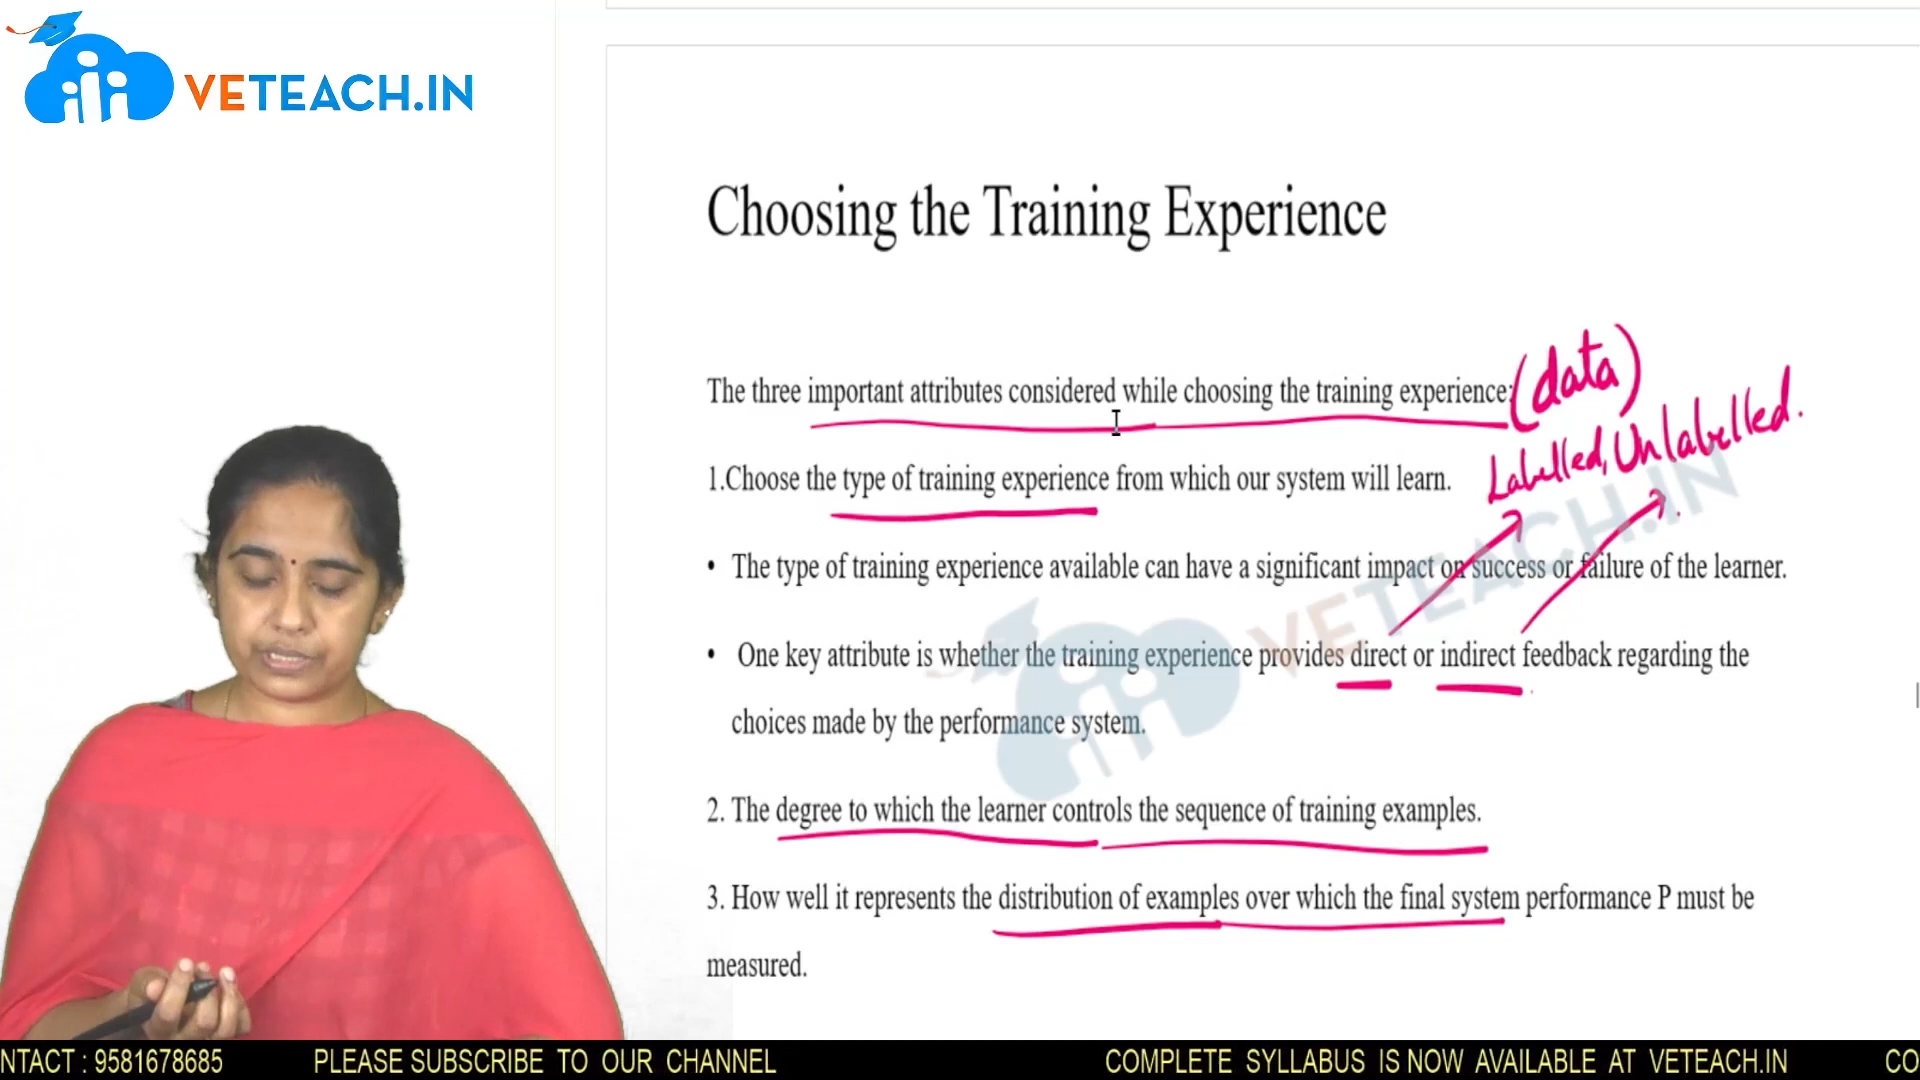 VETEACH.IN
Choosing the Training Experience
The three important attributes considered while choosing the training experience: (data)
Labelled, Unlabelled.
1.Choose the type of training experience from which our system will learn.
• The type of training experience available can have a significant impact on success or failure of the learner.
• One key attribute is whether the training experience provides direct or indirect feedback regarding the
choices made by the performance system.
VETEACH.IN
2. The degree to which the learner controls the sequence of training examples.
3. How well it represents the distribution of examples over which the final system performance P must be
measured.
NTACT : 9581678685 PLEASE SUBSCRIBE TO OUR CHANNEL COMPLETE SYLLABUS IS NOW AVAILABLE AT VETEACH.IN CO